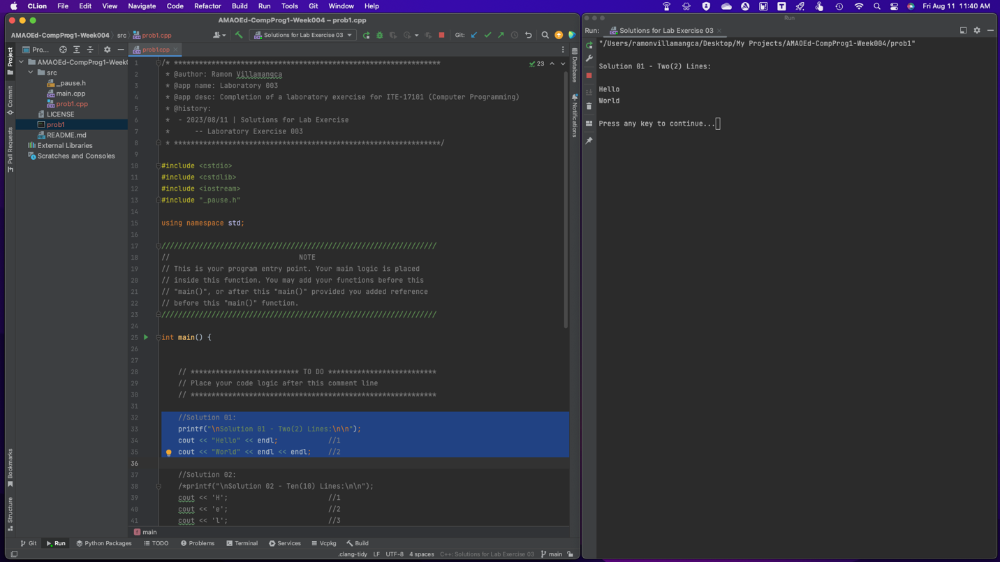 CLion File Edit View Navigate Code Refactor Build Run Tools Git Window Help Fri Aug 11 11:40 AM
AMAOEd-CompProg1-Week004 – prob1.cpp
AMAOEd-CompProg1-Week004 src prob1.cpp Solutions for Lab Exercise 03 Git:
Project
Commit
Pull Requests
Bookmarks
Structure
Pro...
AMAOEd-CompProg1-Week
src
_pause.h
main.cpp
prob1.cpp
LICENSE
prob1
README.md
External Libraries
Scratches and Consoles
prob1.cpp
23
1 /* ****************************************************************
2 * @author: Ramon Villamangca
3 * @app name: Laboratory 003
4 * @app desc: Completion of a laboratory exercise for ITE-17101 (Computer Programming)
5 * @history:
6 * - 2023/08/11 | Solutions for Lab Exercise
7 * -- Laboratory Exercise 003
8 * ****************************************************************/
9
10 #include <cstdio>
11 #include <cstdlib>
12 #include <iostream>
13 #include "_pause.h"
14
15 using namespace std;
16
17 //////////////////////////////////////////////////////////////////
18 // NOTE
19 // This is your program entry point. Your main logic is placed
20 // inside this function. You may add your functions before this
21 // "main()", or after this "main()" provided you added reference
22 // before this "main()" function.
23 //////////////////////////////////////////////////////////////////
24
25 int main() {
26
27
28 // ************************** TO DO **************************
29 // Place your code logic after this comment line
30 // ***********************************************************
31
32 //Solution 01:
33 printf("\nSolution 01 - Two(2) Lines:\n\n");
34 cout << "Hello" << endl; //1
35 cout << "World" << endl << endl; //2
36
37 //Solution 02:
38 /*printf("\nSolution 02 - Ten(10) Lines:\n\n");
39 cout << 'H'; //1
40 cout << 'e'; //2
41 cout << 'l'; //3
main
Database
Notifications
Git Run Python Packages TODO Problems Terminal Services Vcpkg Build
.clang-tidy LF UTF-8 4 spaces C++: Solutions for Lab Exercise 03 main
Run
Run: Solutions for Lab Exercise 03
"/Users/ramonvillamangca/Desktop/My Projects/AMAOEd-CompProg1-Week004/prob1"
Solution 01 - Two(2) Lines:
Hello
World
Press any key to continue...